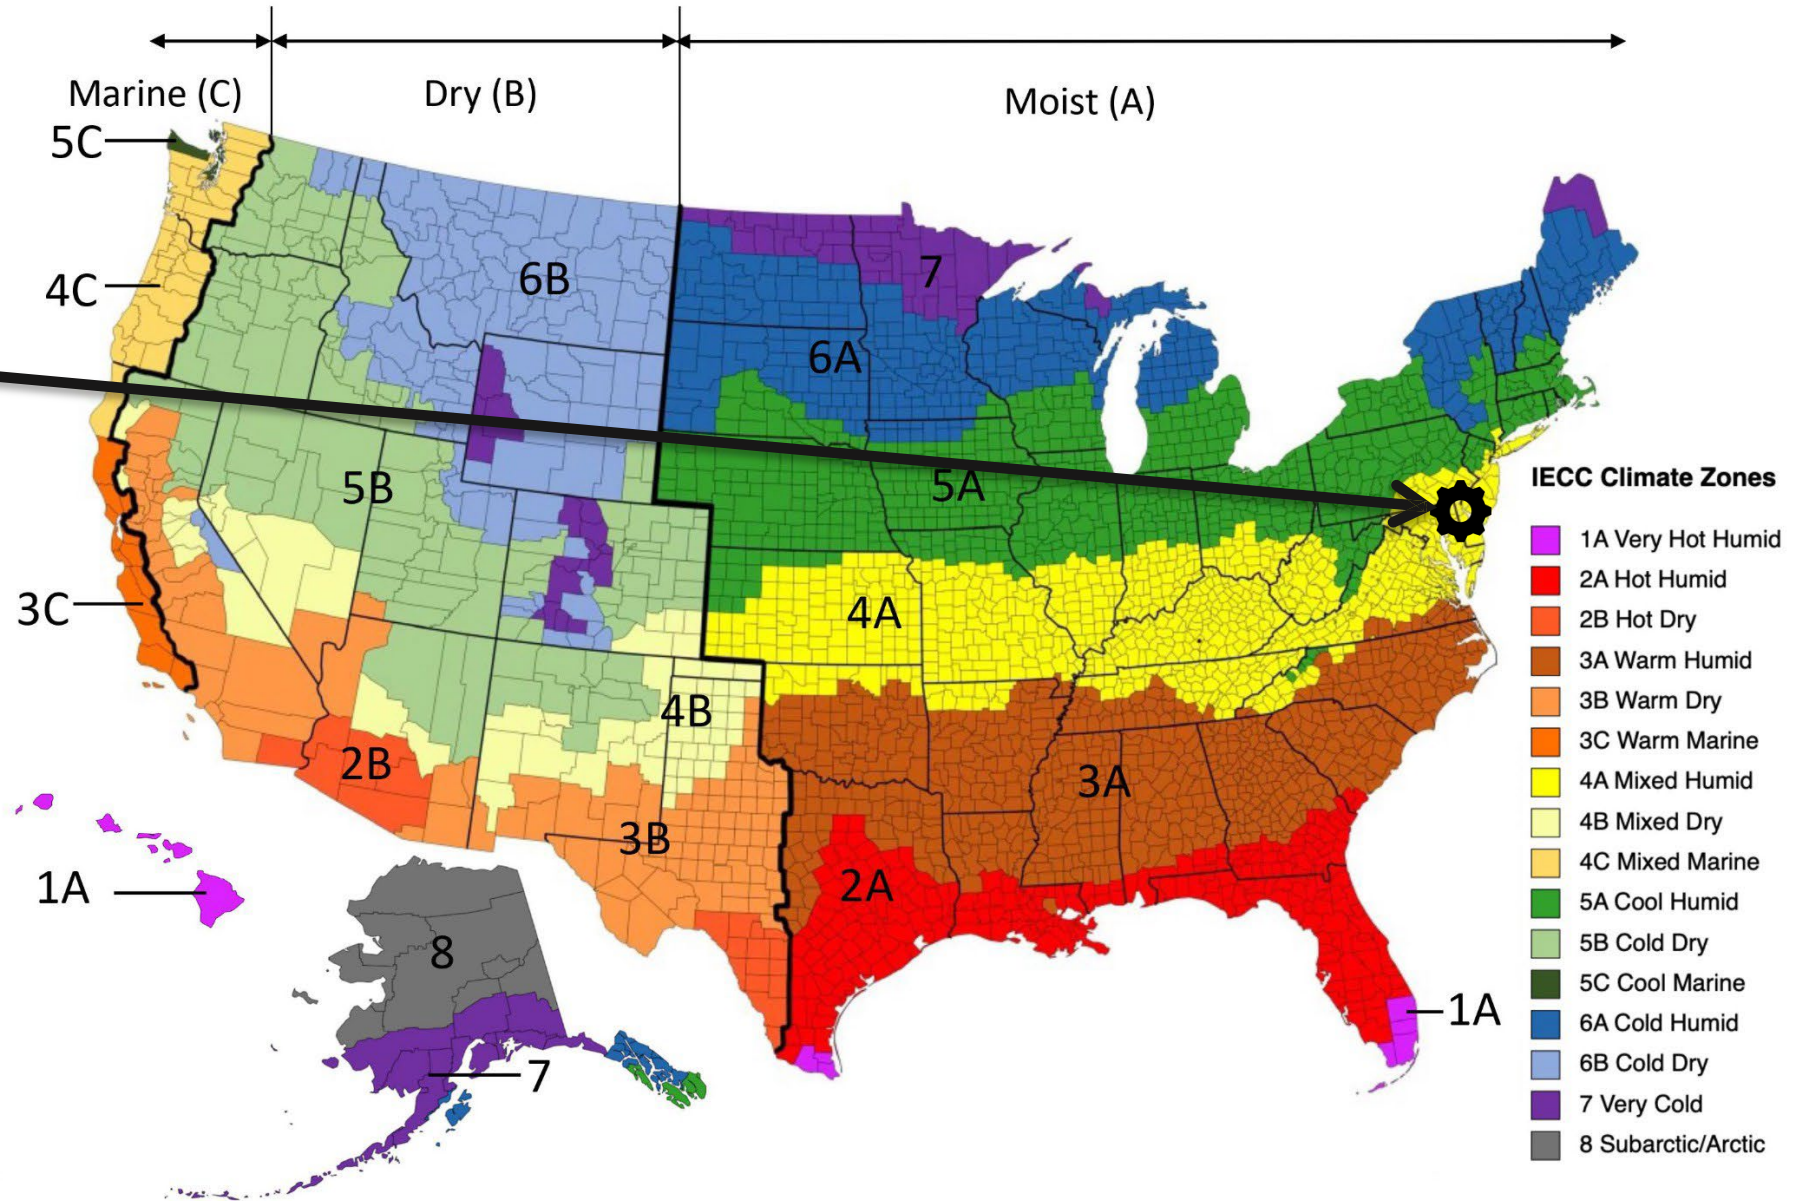 Marine (C)
Dry (B)
Moist (A)
5C
4C
6B
7
6A
5B
5A
3C
4A
4B
2B
3A
3B
1A
2A
8
7
1A
IECC Climate Zones
1A Very Hot Humid
2A Hot Humid
2B Hot Dry
3A Warm Humid
3B Warm Dry
3C Warm Marine
4A Mixed Humid
4B Mixed Dry
4C Mixed Marine
5A Cool Humid
5B Cold Dry
5C Cool Marine
6A Cold Humid
6B Cold Dry
7 Very Cold
8 Subarctic/Arctic